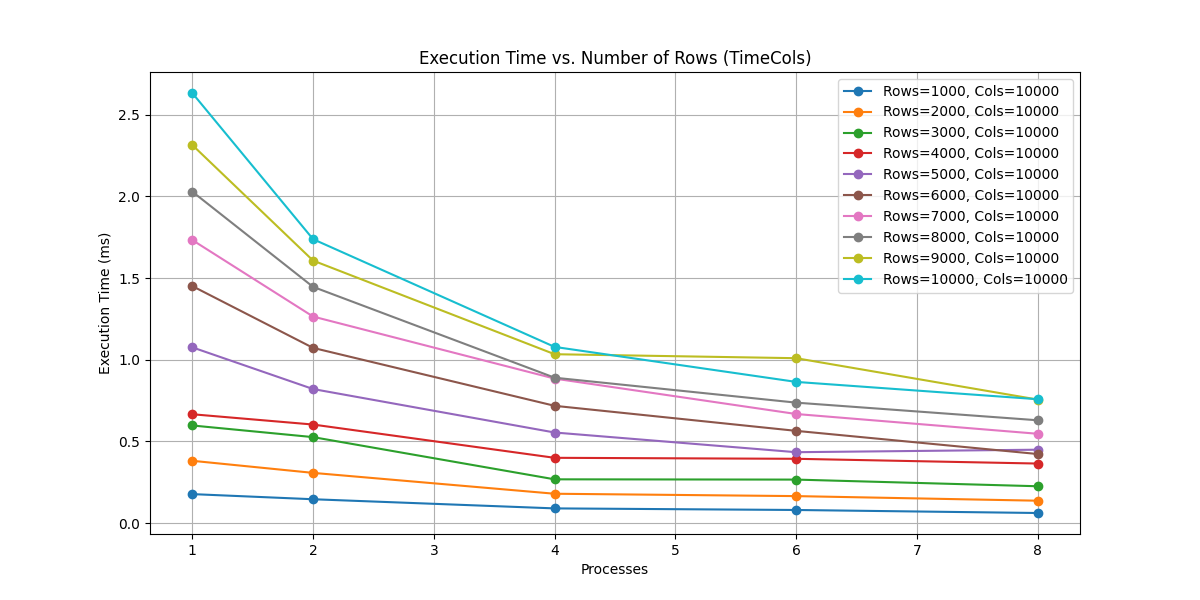 Execution Time vs. Number of Rows (TimeCols)
Rows=1000, Cols=10000
Rows=2000, Cols=10000
Rows=3000, Cols=10000
Rows=4000, Cols=10000
Rows=5000, Cols=10000
Rows=6000, Cols=10000
Rows=7000, Cols=10000
Rows=8000, Cols=10000
Rows=9000, Cols=10000
Rows=10000, Cols=10000
Execution Time (ms)
2.5
2.0
1.5
1.0
0.5
0.0
1 2 3 4 5 6 7 8
Processes